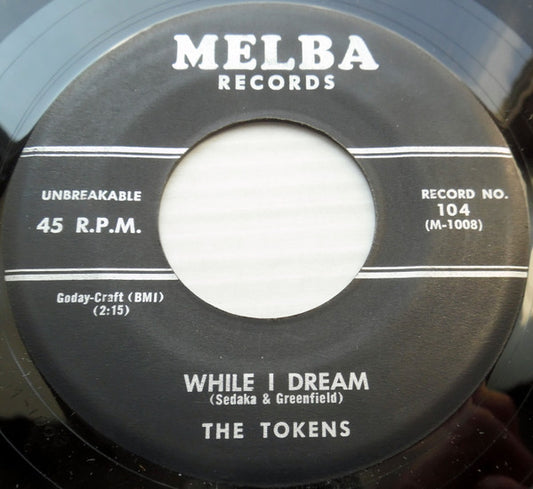 MELBA
RECORDS
UNBREAKABLE
45 R.P.M.
RECORD NO.
104
(M-1008)
Goday-Craft (BMI)
(2:15)
WHILE I DREAM
(Sedaka & Greenfield)
THE TOKENS